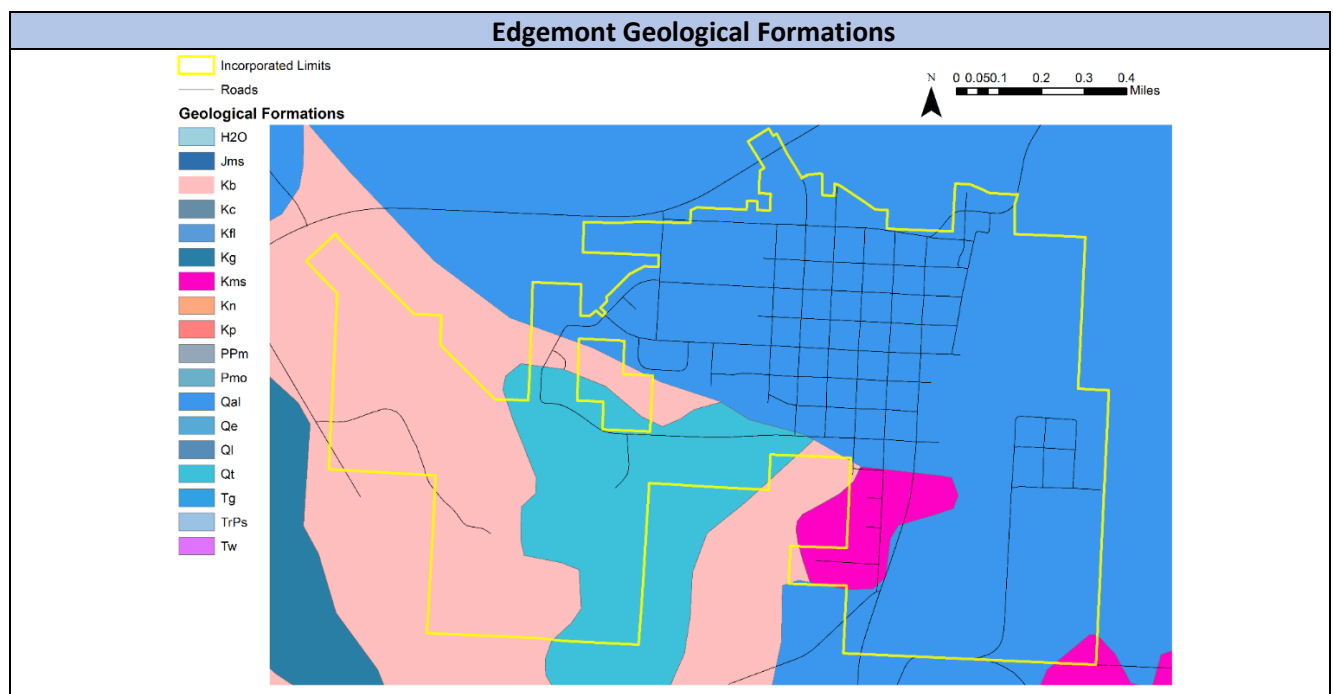 Edgemont Geological Formations
Incorporated Limits
Roads
Geological Formations
H2O
Jms
Kb
Kc
Kfl
Kg
Kms
Kn
Kp
PPm
Pmo
Qal
Qe
Ql
Qt
Tg
TrPs
Tw
N
0 0.050.1 0.2 0.3 0.4
Miles